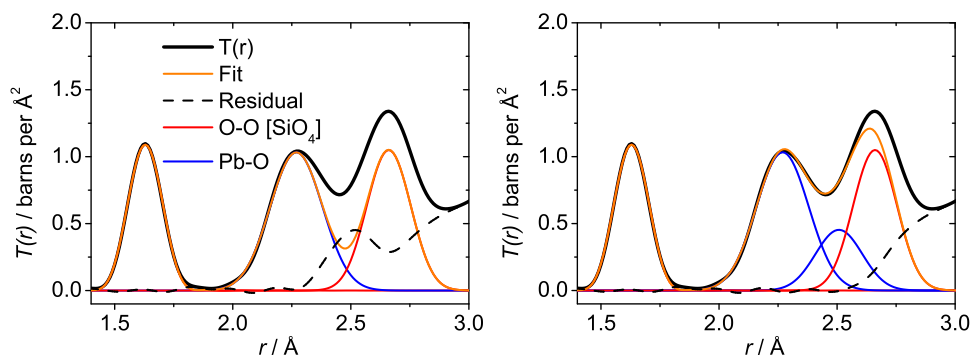 2.0
1.5
1.0
0.5
0.0
T(r) / barns per Å²
T(r)
Fit
Residual
O-O [SiO₄]
Pb-O
1.5
2.0
2.5
3.0
r / Å
2.0
1.5
1.0
0.5
0.0
T(r) / barns per Å²
1.5
2.0
2.5
3.0
r / Å